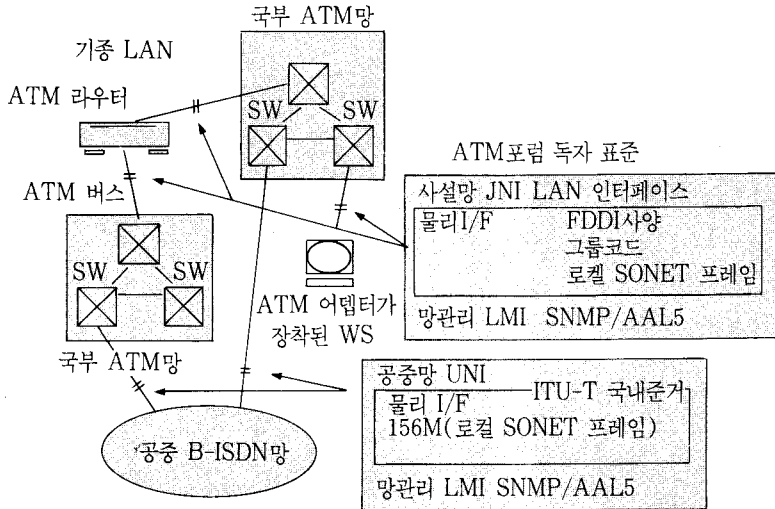 국부 ATM망
기종 LAN
ATM 라우터
SW
SW
ATM 버스
SW
SW
국부 ATM망
ATM 어뎁터가
장착된 WS
공중 B-ISDN망
ATM포럼 독자 표준
사설망 JNI LAN 인터페이스
물리I/F FDDI사양
그룹코드
로켈 SONET 프레임
망관리 LMI SNMP/AAL5
공중망 UNI
ITU-T 국내준거
물리 I/F
156M(로컬 SONET 프레임)
망관리 LMI SNMP/AAL5